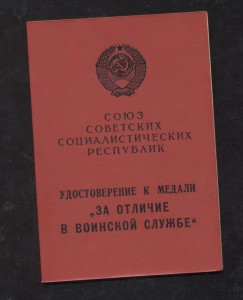 СОЮЗ
СОВЕТСКИХ
СОЦИАЛИСТИЧЕСКИХ
РЕСПУБЛИК
УДОСТОВЕРЕНИЕ К МЕДАЛИ
„ЗА ОТЛИЧИЕ
В ВОИНСКОЙ СЛУЖБЕ“